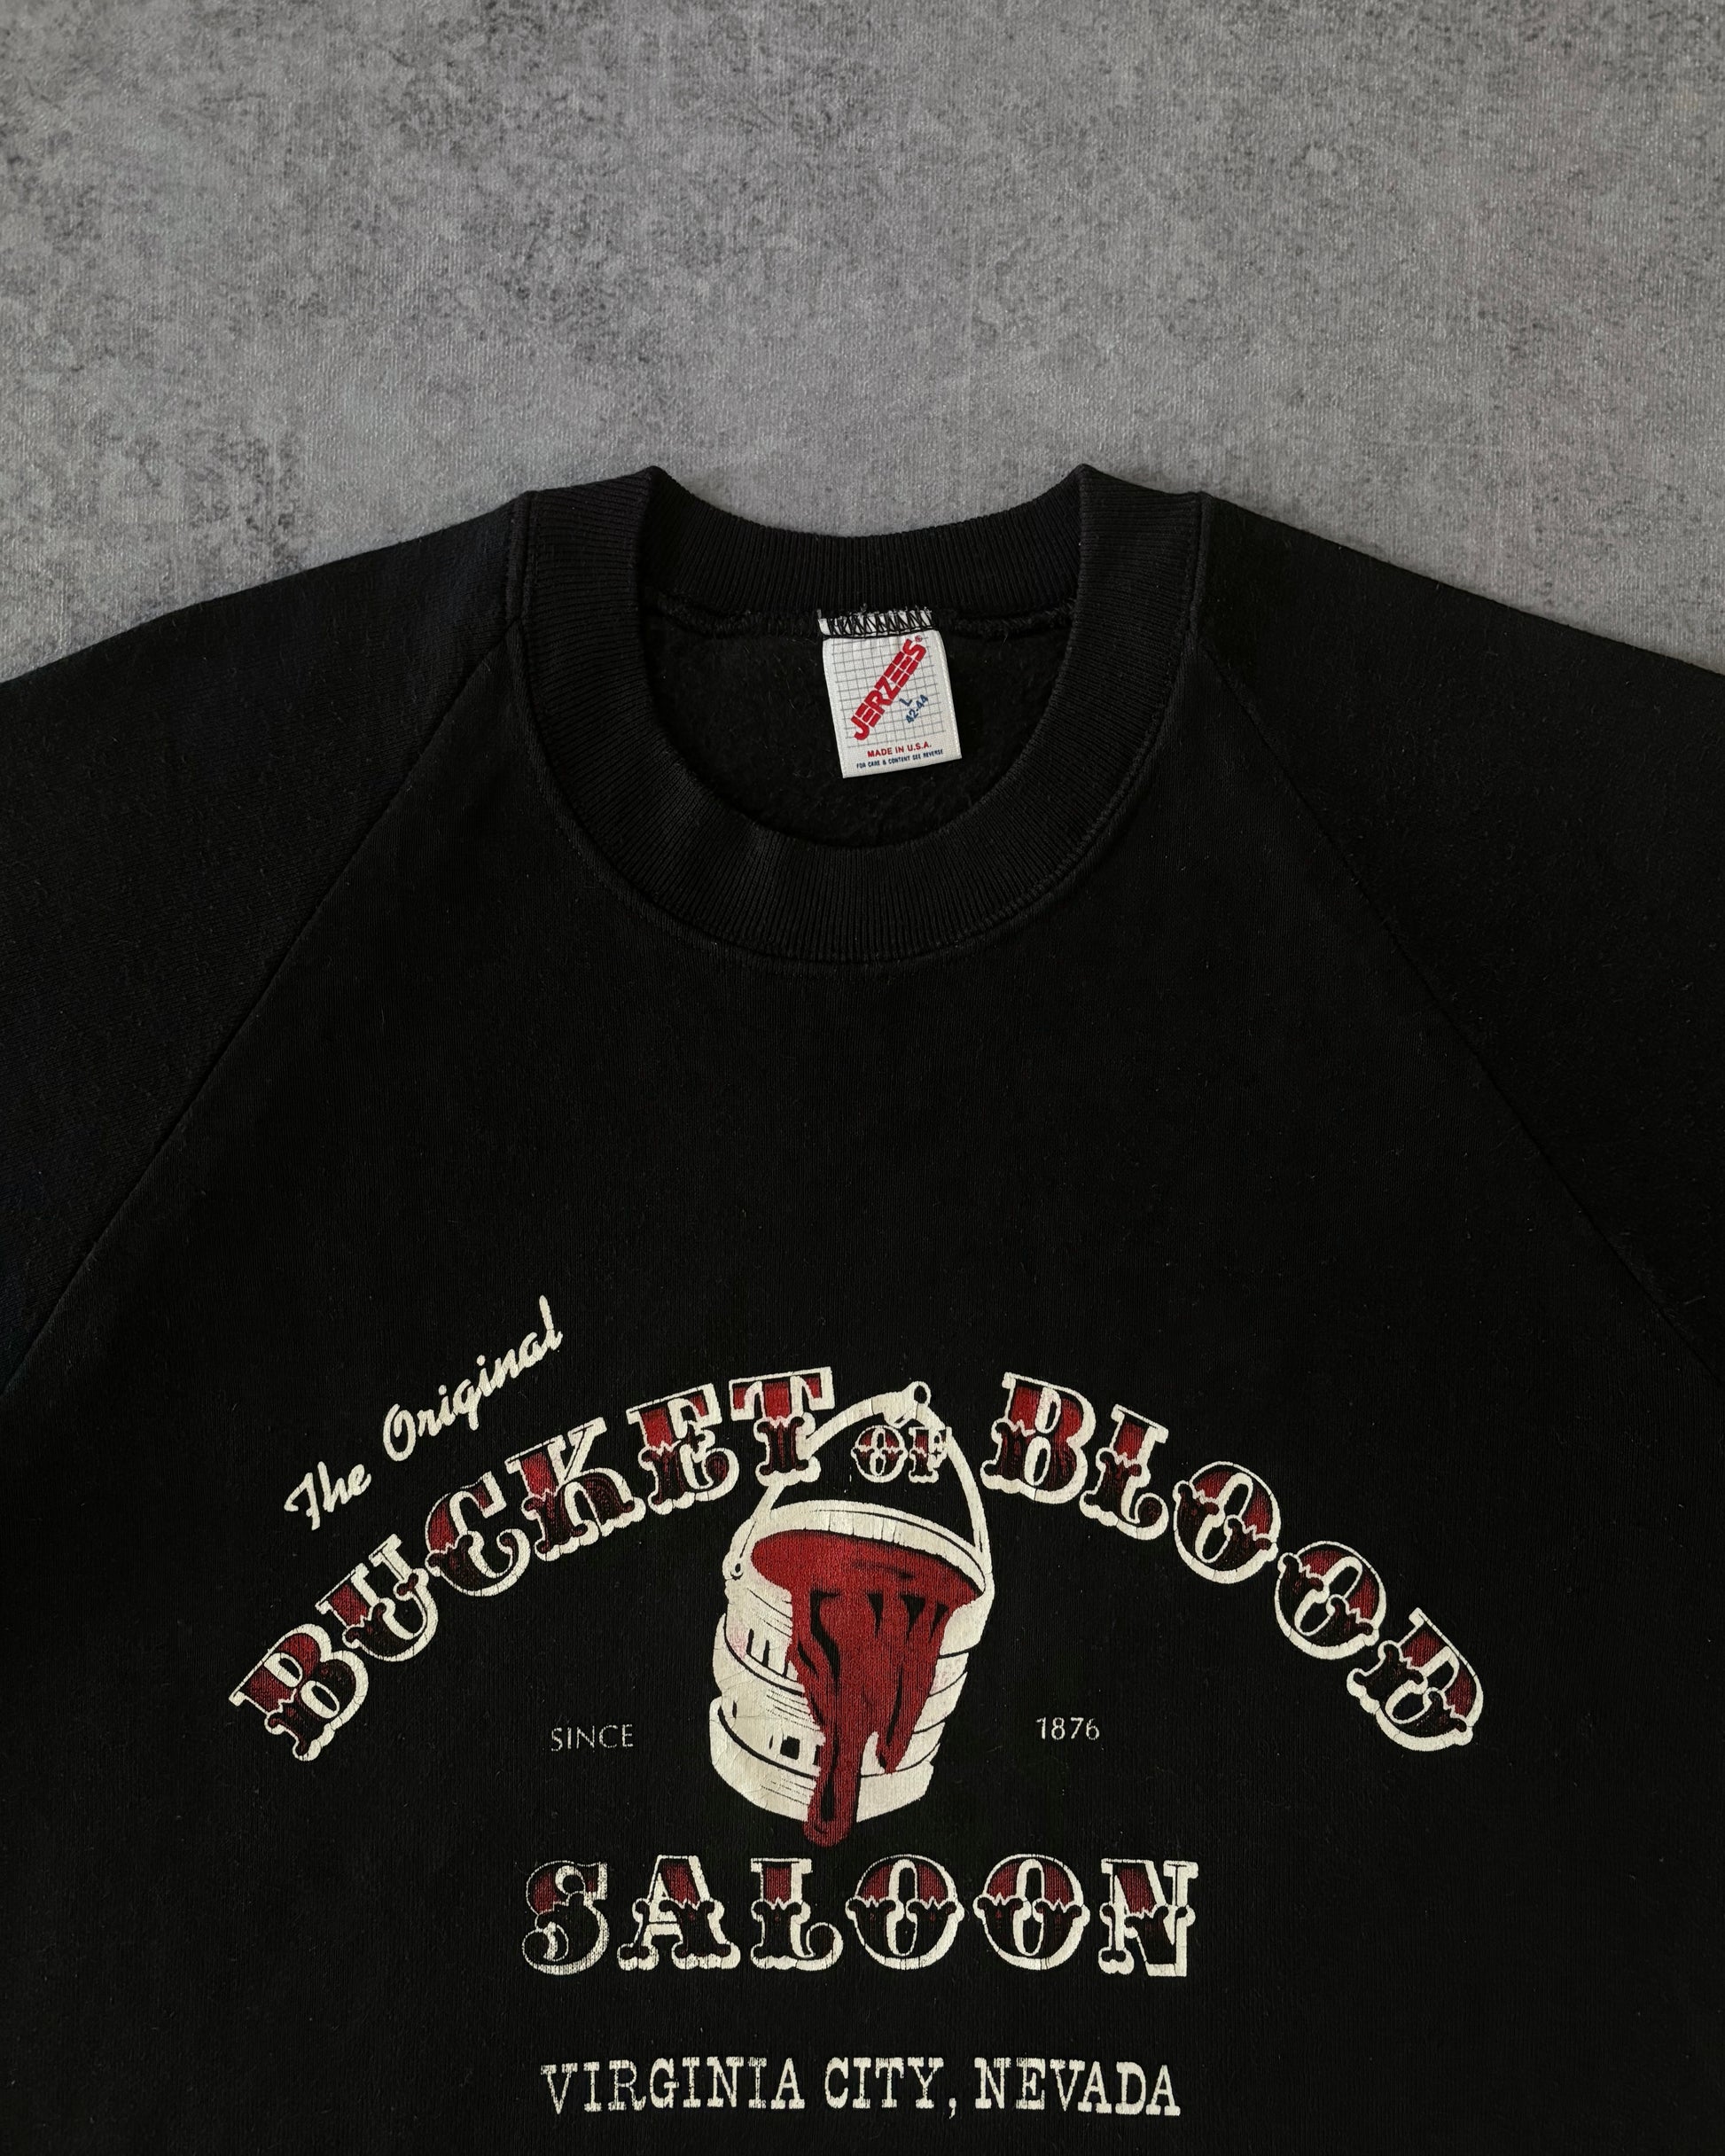 JERZEES®
L
42-44
MADE IN U.S.A.
FOR CARE & CONTENT SEE REVERSE
The Original
BUCKET OF BLOOD
SINCE 1876
SALOON
VIRGINIA CITY, NEVADA